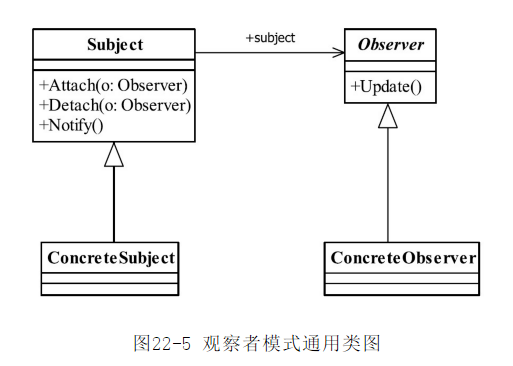 Subject
+subject
Observer
+Attach(o: Observer)
+Detach(o: Observer)
+Notify()
+Update()
ConcreteSubject
ConcreteObserver
图22-5 观察者模式通用类图